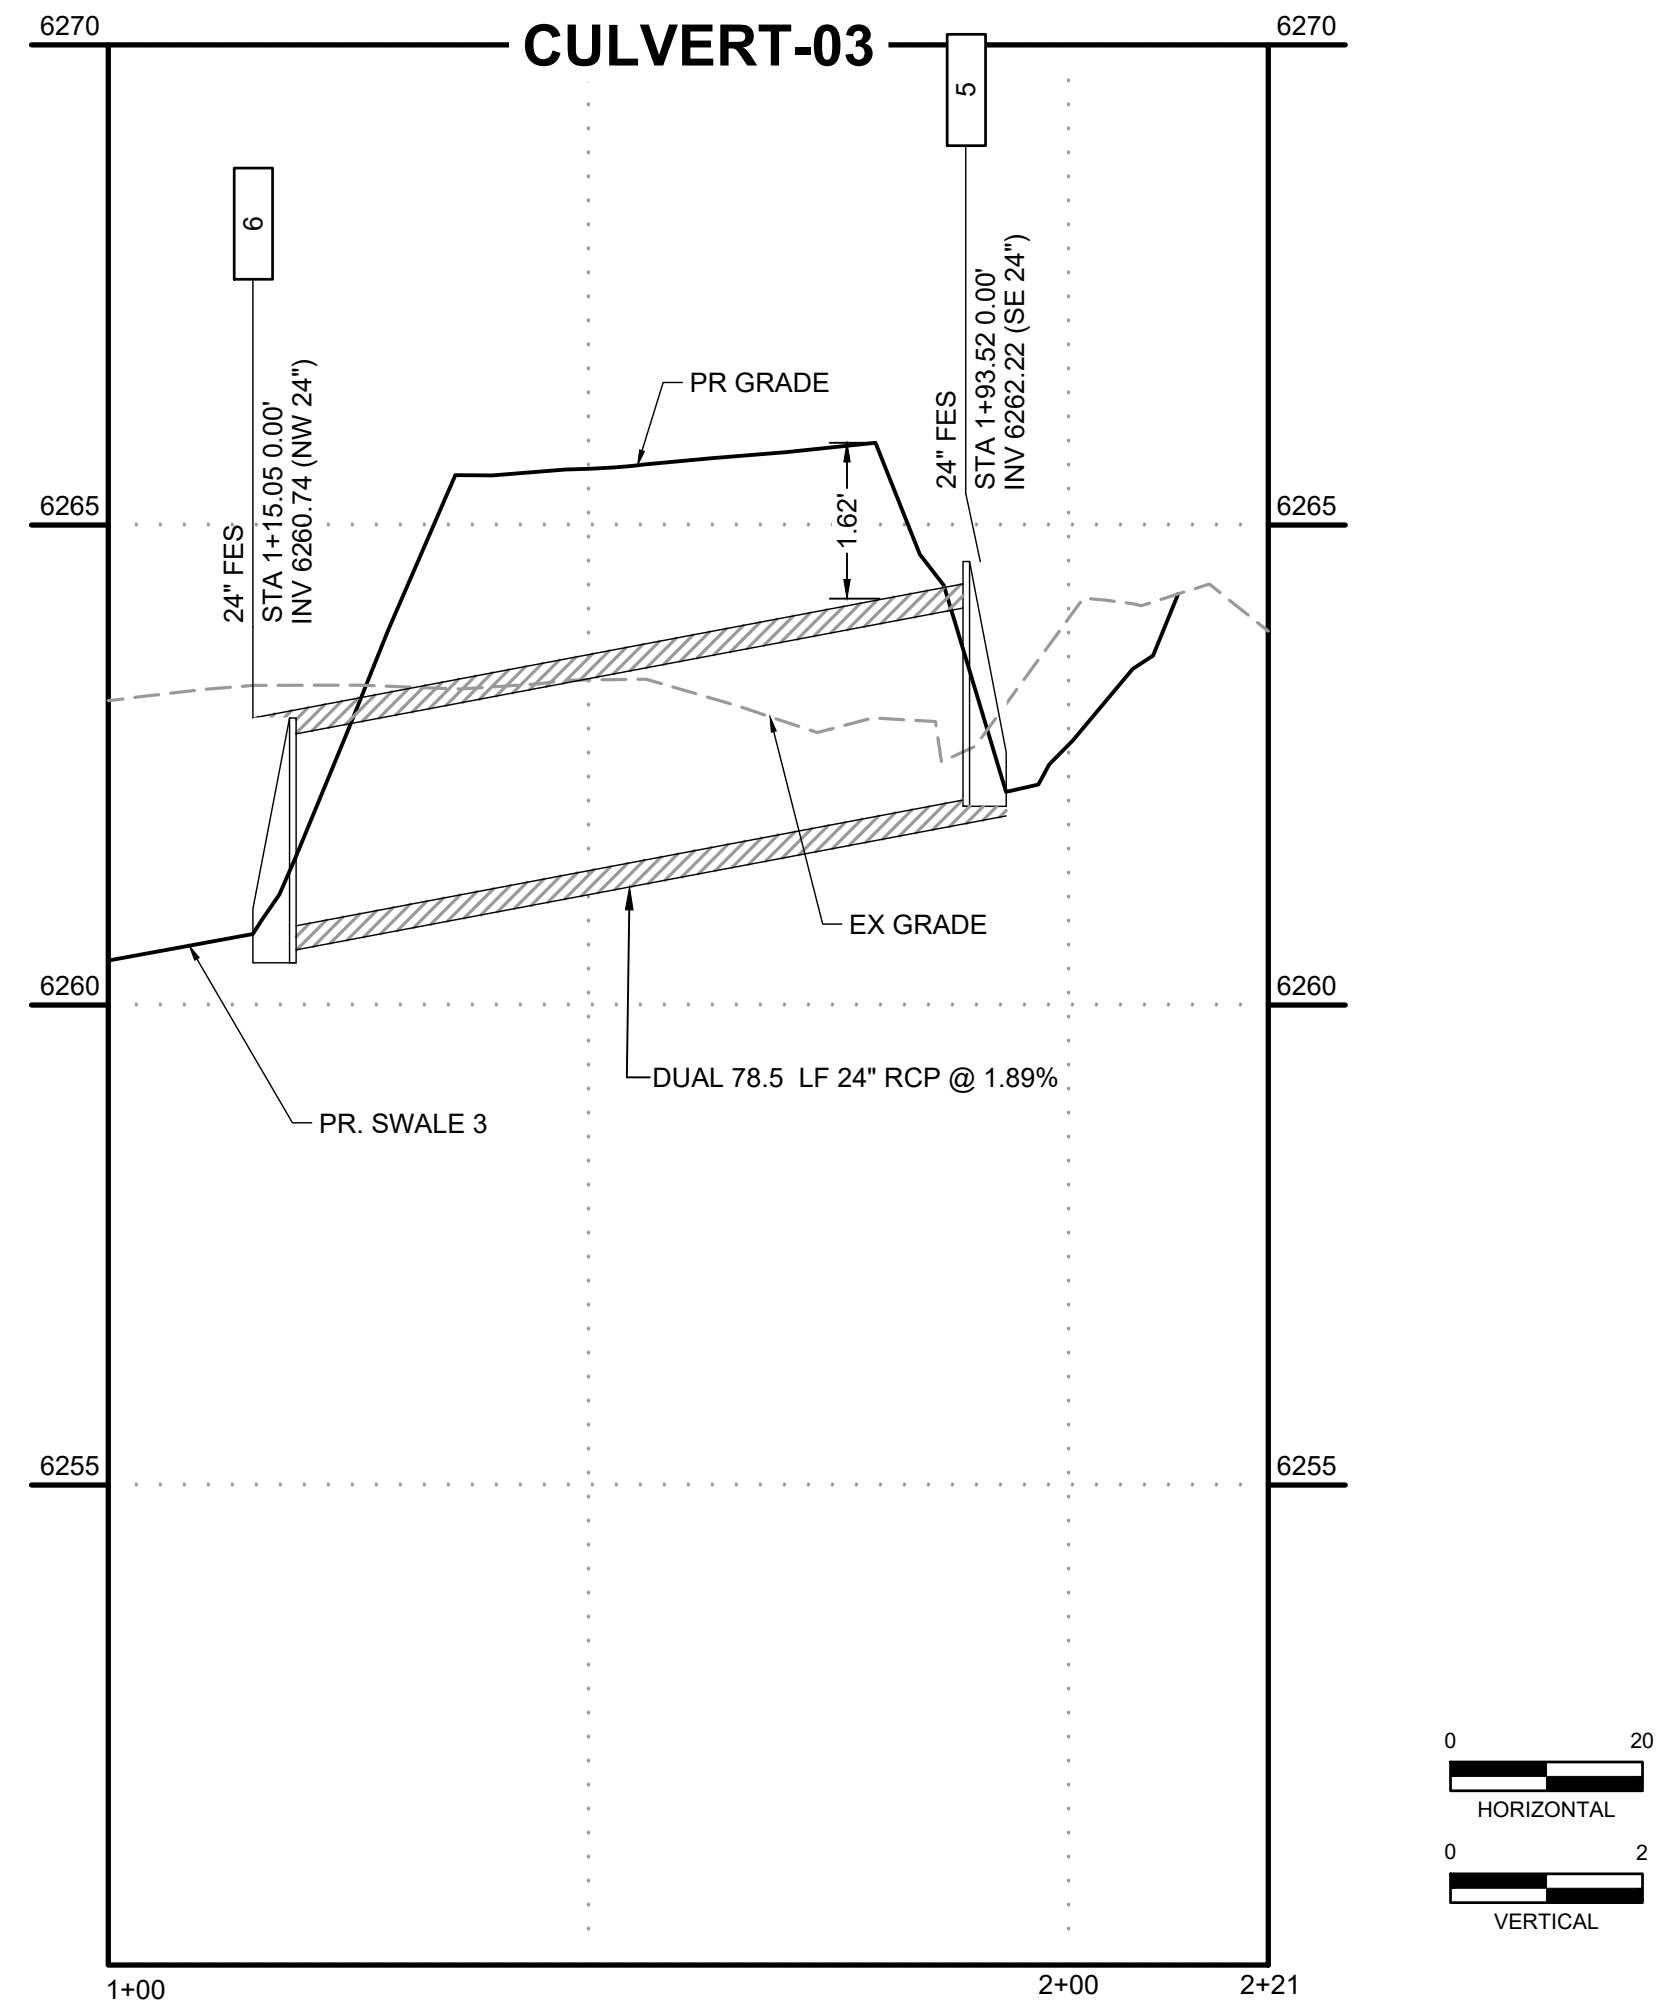 CULVERT-03
6270
6270
5
6
24" FES
STA 1+93.52 0.00'
INV 6262.22 (SE 24")
24" FES
STA 1+15.05 0.00'
INV 6260.74 (NW 24")
PR GRADE
1.62'
6265
6265
EX GRADE
6260
6260
DUAL 78.5 LF 24" RCP @ 1.89%
PR. SWALE 3
6255
6255
0 20
HORIZONTAL
0 2
VERTICAL
1+00 2+00 2+21